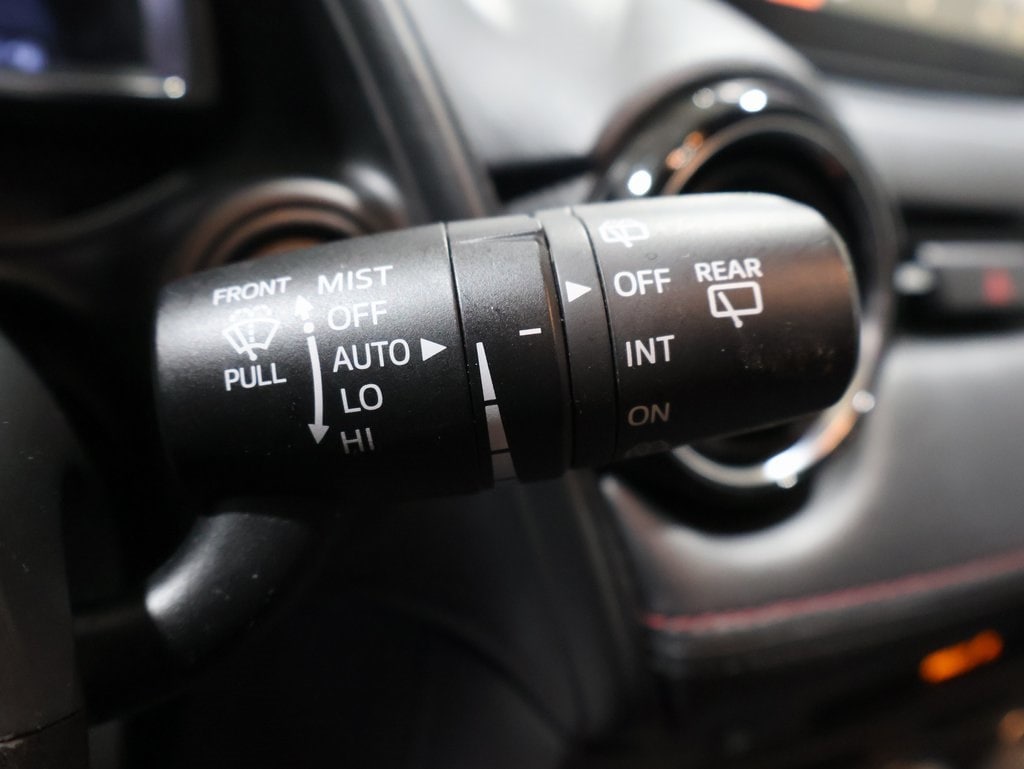 FRONT
PULL
MIST
OFF
AUTO
LO
HI
OFF
INT
ON
REAR